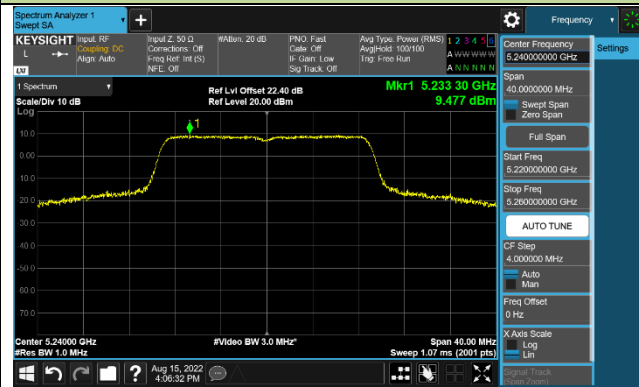 Spectrum Analyzer 1
Swept SA
Frequency
KEYSIGHT
L
LXI
Input: RF
Coupling: DC
Align: Auto
Input Z: 50 Ω
Corrections: Off
Freq Ref: Int (S)
NFE: Off
#Atten: 20 dB
PNO: Fast
Gate: Off
IF Gain: Low
Sig Track: Off
Avg Type: Power (RMS)
Avg|Hold: 100/100
Trig: Free Run
1 2 3 4 5 6
A W W W W W
A N N N N N
Center Frequency
5.240000000 GHz
Settings
Span
40.0000000 MHz
Swept Span
Zero Span
Full Span
Start Freq
5.220000000 GHz
Stop Freq
5.260000000 GHz
AUTO TUNE
CF Step
4.000000 MHz
Auto
Man
Freq Offset
0 Hz
X Axis Scale
Log
Lin
Signal Track
(Span Zoom)
1 Spectrum
Scale/Div 10 dB
Log
Ref Lvl Offset 22.40 dB
Ref Level 20.00 dBm
Mkr1 5.233 30 GHz
9.477 dBm
1
10.0
0.00
-10.0
-20.0
-30.0
-40.0
-50.0
-60.0
-70.0
Center 5.24000 GHz
#Res BW 1.0 MHz
#Video BW 3.0 MHz*
Span 40.00 MHz
Sweep 1.07 ms (2001 pts)
?
Aug 15, 2022
4:06:32 PM